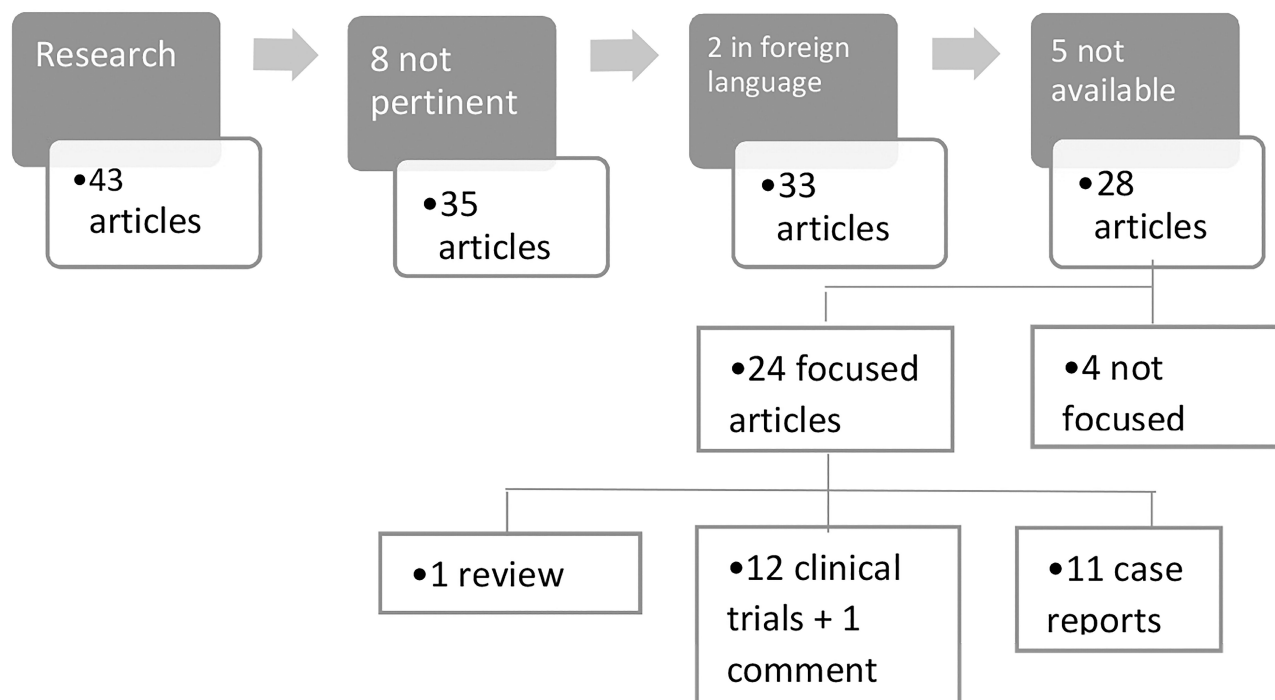 Research
•43
articles
8 not
pertinent
•35
articles
2 in foreign
language
•33
articles
5 not
available
•28
articles
•24 focused
articles
•4 not
focused
•1 review
•12 clinical
trials + 1
comment
•11 case
reports